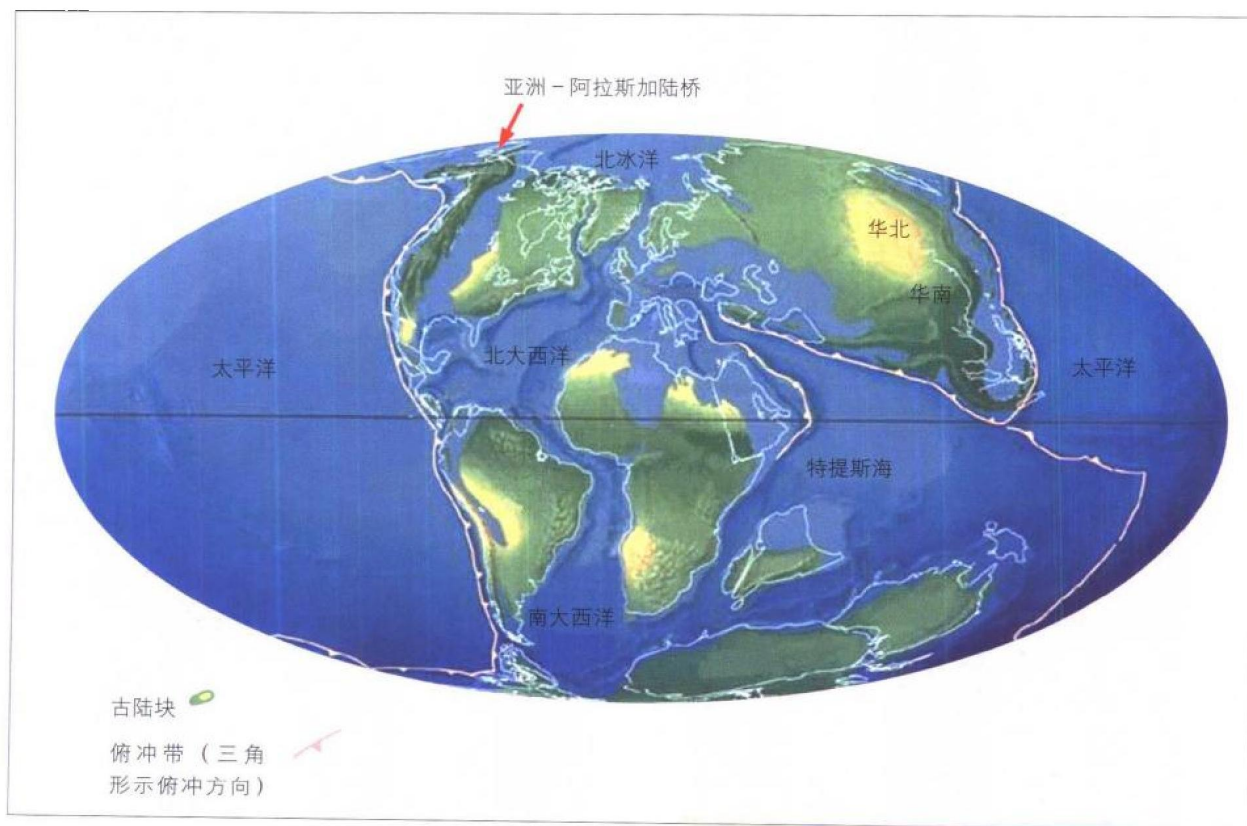 亚洲－阿拉斯加陆桥
北冰洋
华北
华南
北大西洋
太平洋
太平洋
特提斯海
南大西洋
古陆块
俯冲带（三角
形示俯冲方向）